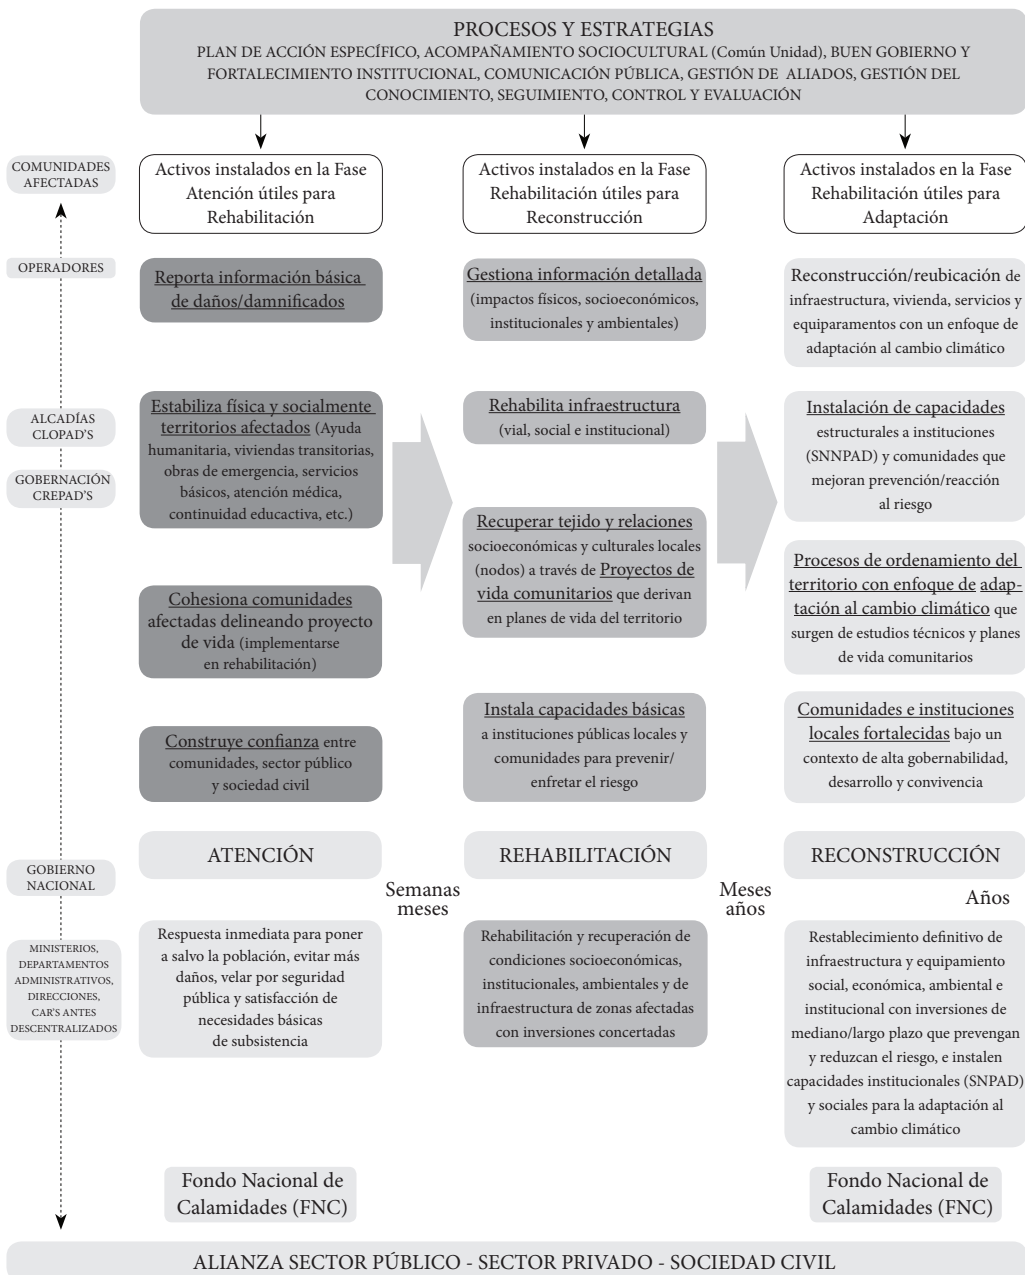 PROCESOS Y ESTRATEGIAS
PLAN DE ACCIÓN ESPECÍFICO, ACOMPAÑAMIENTO SOCIOCULTURAL (Común Unidad), BUEN GOBIERNO Y
FORTALECIMIENTO INSTITUCIONAL, COMUNICACIÓN PÚBLICA, GESTIÓN DE ALIADOS, GESTIÓN DEL
CONOCIMIENTO, SEGUIMIENTO, CONTROL Y EVALUACIÓN
COMUNIDADES
AFECTADAS
OPERADORES
ALCADÍAS
CLOPAD'S
GOBERNACIÓN
CREPAD'S
GOBIERNO
NACIONAL
MINISTERIOS,
DEPARTAMENTOS
ADMINISTRATIVOS,
DIRECCIONES,
CAR'S ANTES
DESCENTRALIZADOS
Activos instalados en la Fase
Atención útiles para
Rehabilitación
Reporta información básica
de daños/damnificados
Estabiliza física y socialmente
territorios afectados (Ayuda
humanitaria, viviendas transitorias,
obras de emergencia, servicios
básicos, atención médica,
continuidad educactiva, etc.)
Cohesiona comunidades
afectadas delineando proyecto
de vida (implementarse
en rehabilitación)
Construye confianza entre
comunidades, sector público
y sociedad civil
ATENCIÓN
Semanas
meses
Respuesta inmediata para poner
a salvo la población, evitar más
daños, velar por seguridad
pública y satisfacción de
necesidades básicas
de subsistencia
Fondo Nacional de
Calamidades (FNC)
Activos instalados en la Fase
Rehabilitación útiles para
Reconstrucción
Gestiona información detallada
(impactos físicos, socioeconómicos,
institucionales y ambientales)
Rehabilita infraestructura
(vial, social e institucional)
Recuperar tejido y relaciones
socioeconómicas y culturales locales
(nodos) a través de Proyectos de
vida comunitarios que derivan
en planes de vida del territorio
Instala capacidades básicas
a instituciones públicas locales y
comunidades para prevenir/
enfretar el riesgo
REHABILITACIÓN
Meses
años
Rehabilitación y recuperación de
condiciones socioeconómicas,
institucionales, ambientales y de
infraestructura de zonas afectadas
con inversiones concertadas
Activos instalados en la Fase
Rehabilitación útiles para
Adaptación
Reconstrucción/reubicación de
infraestructura, vivienda, servicios y
equiparamentos con un enfoque de
adaptación al cambio climático
Instalación de capacidades
estructurales a instituciones
(SNNPAD) y comunidades que
mejoran prevención/reacción
al riesgo
Procesos de ordenamiento del
territorio con enfoque de adap-
tación al cambio climático que
surgen de estudios técnicos y planes
de vida comunitarios
Comunidades e instituciones
locales fortalecidas bajo un
contexto de alta gobernabilidad,
desarrollo y convivencia
RECONSTRUCCIÓN
Años
Restablecimiento definitivo de
infraestructura y equipamiento
social, económica, ambiental e
institucional con inversiones de
mediano/largo plazo que prevengan
y reduzcan el riesgo, e instalen
capacidades institucionales (SNPAD)
y sociales para la adaptación al
cambio climático
Fondo Nacional de
Calamidades (FNC)
ALIANZA SECTOR PÚBLICO - SECTOR PRIVADO - SOCIEDAD CIVIL